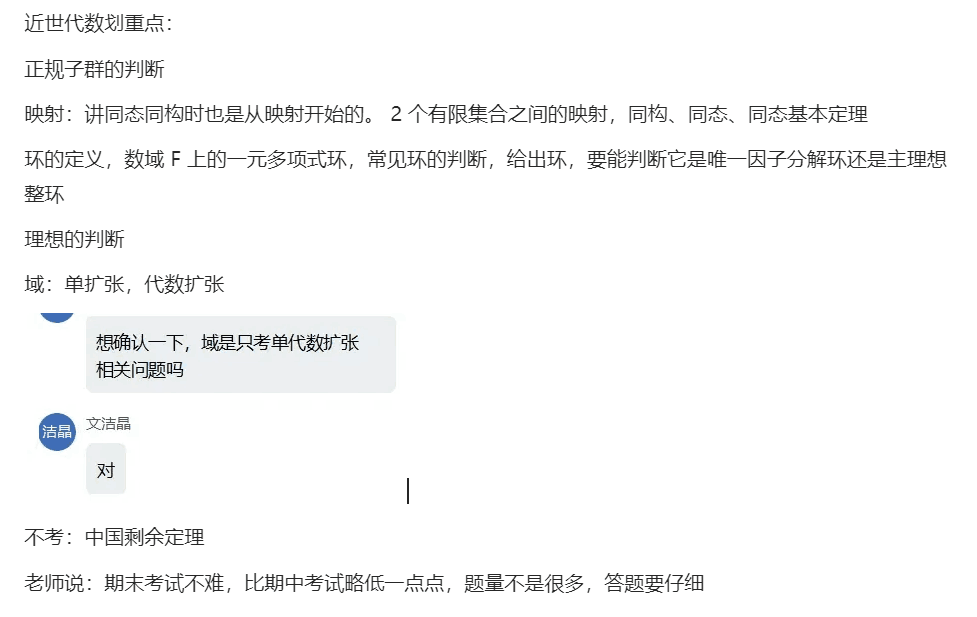 近世代数划重点：
正规子群的判断
映射：讲同态同构时也是从映射开始的。 2 个有限集合之间的映射，同构、同态、同态基本定理
环的定义，数域 F 上的一元多项式环，常见环的判断，给出环，要能判断它是唯一因子分解环还是主理想
整环
理想的判断
域：单扩张，代数扩张
想确认一下，域是只考单代数扩张
相关问题吗
文洁晶
洁晶
对
不考：中国剩余定理
老师说：期末考试不难，比期中考试略低一点点，题量不是很多，答题要仔细